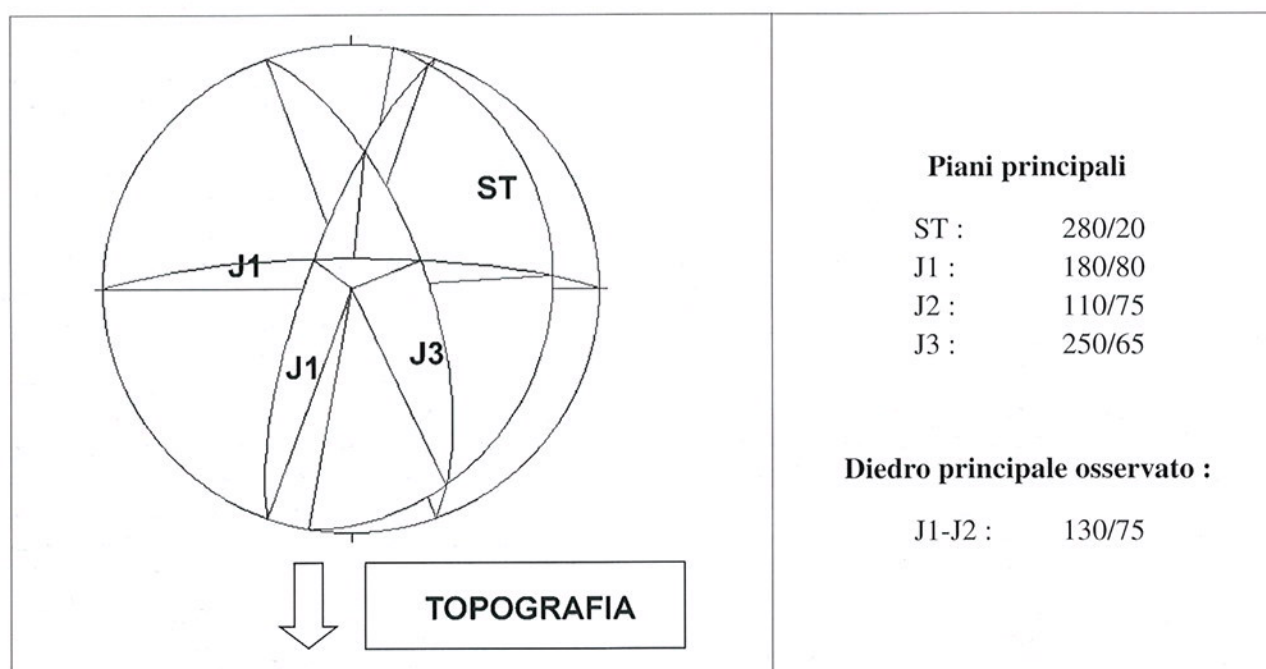 ST
J1
J1
J3
TOPOGRAFIA
Piani principali
ST : 280/20
J1 : 180/80
J2 : 110/75
J3 : 250/65
Diedro principale osservato :
J1-J2 : 130/75